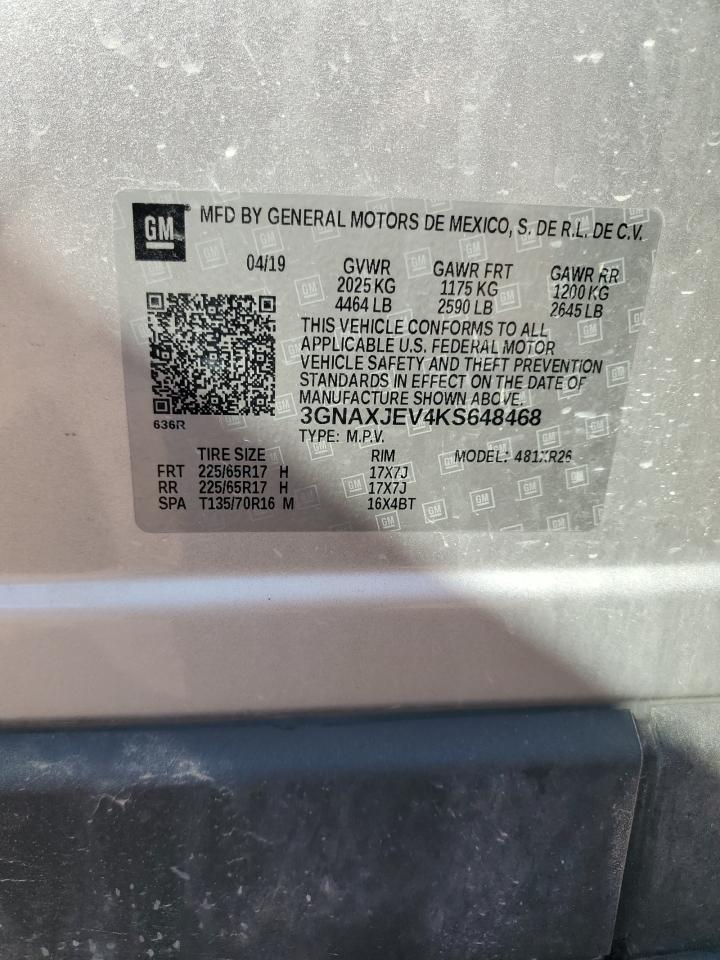 GM MFD BY GENERAL MOTORS DE MEXICO, S. DE R.L. DE C.V.
04/19 GVWR GAWR FRT GAWR RR
2025 KG 1175 KG 1200 KG
4464 LB 2590 LB 2645 LB
THIS VEHICLE CONFORMS TO ALL
APPLICABLE U.S. FEDERAL MOTOR
VEHICLE SAFETY AND THEFT PREVENTION
STANDARDS IN EFFECT ON THE DATE OF
MANUFACTURE SHOWN ABOVE.
3GNAXJEV4KS648468
636R
TYPE: M.P.V.
TIRE SIZE RIM MODEL: 481XR26
FRT 225/65R17 H 17X7J
RR 225/65R17 H 17X7J
SPA T135/70R16 M 16X4BT